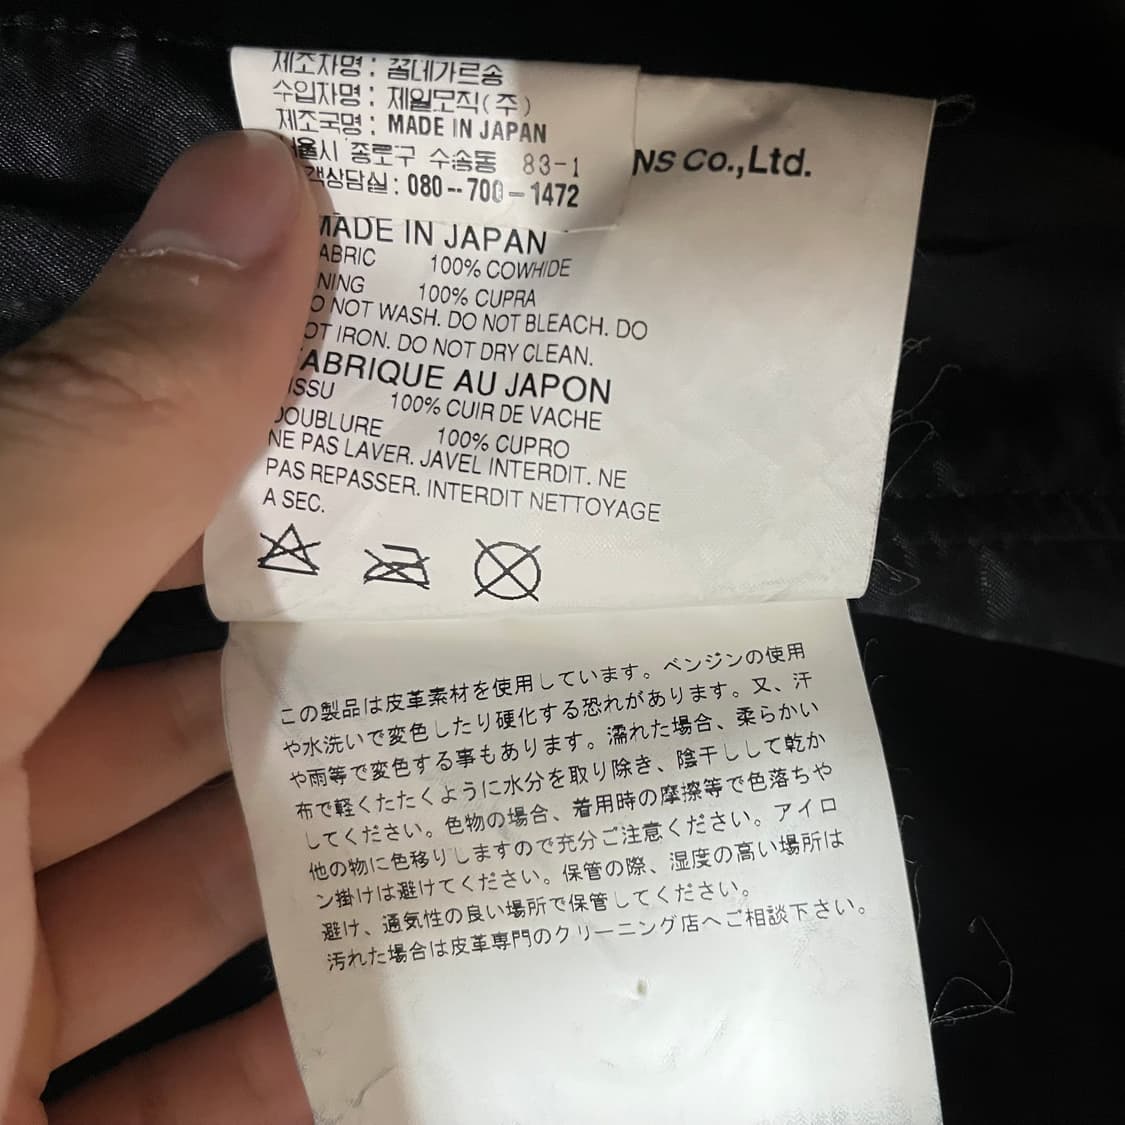 제조자명 : 꼼데가르송
수입자명 : 제일모직(주)
제조국명 : MADE IN JAPAN
서울시 종로구 수송동 83-1
객상담실 : 080--700-1472
NS Co.,Ltd.
MADE IN JAPAN
ABRIC 100% COWHIDE
NING 100% CUPRA
O NOT WASH. DO NOT BLEACH. DO
OT IRON. DO NOT DRY CLEAN.
FABRIQUE AU JAPON
ISSU 100% CUIR DE VACHE
DOUBLURE 100% CUPRO
NE PAS LAVER. JAVEL INTERDIT. NE
PAS REPASSER. INTERDIT NETTOYAGE
A SEC.
この製品は皮革素材を使用しています。ベンジンの使用
や水洗いで変色したり硬化する恐れがあります。又、汗
や雨等で変色する事もあります。濡れた場合、柔らかい
布で軽くたたくように水分を取り除き、陰干しして乾か
してください。色物の場合、着用時の摩擦等で色落ちや
他の物に色移りしますので充分ご注意ください。アイロ
ン掛けは避けてください。保管の際、湿度の高い場所は
避け、通気性の良い場所で保管してください。
汚れた場合は皮革専門のクリーニング店へご相談下さい。